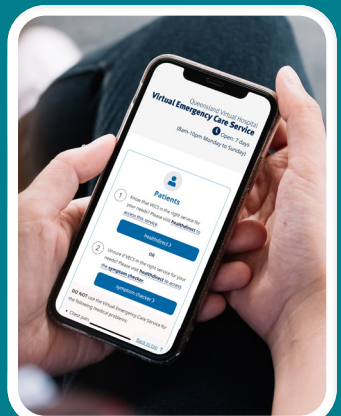 Queensland Virtual Hospital
Virtual Emergency Care Service
Open: 7 days
(8am-10pm Monday to Sunday)
Patients
1
Know that VECS is the right service for
your needs? Please visit healthdirect to
access this service.
healthdirect >
OR
2
Unsure if VECS is the right service for your
needs? Please visit healthdirect to access
the symptom checker.
symptom checker >
DO NOT use the Virtual Emergency Care Service for
the following medical problems:
• Chest pain
Back to top